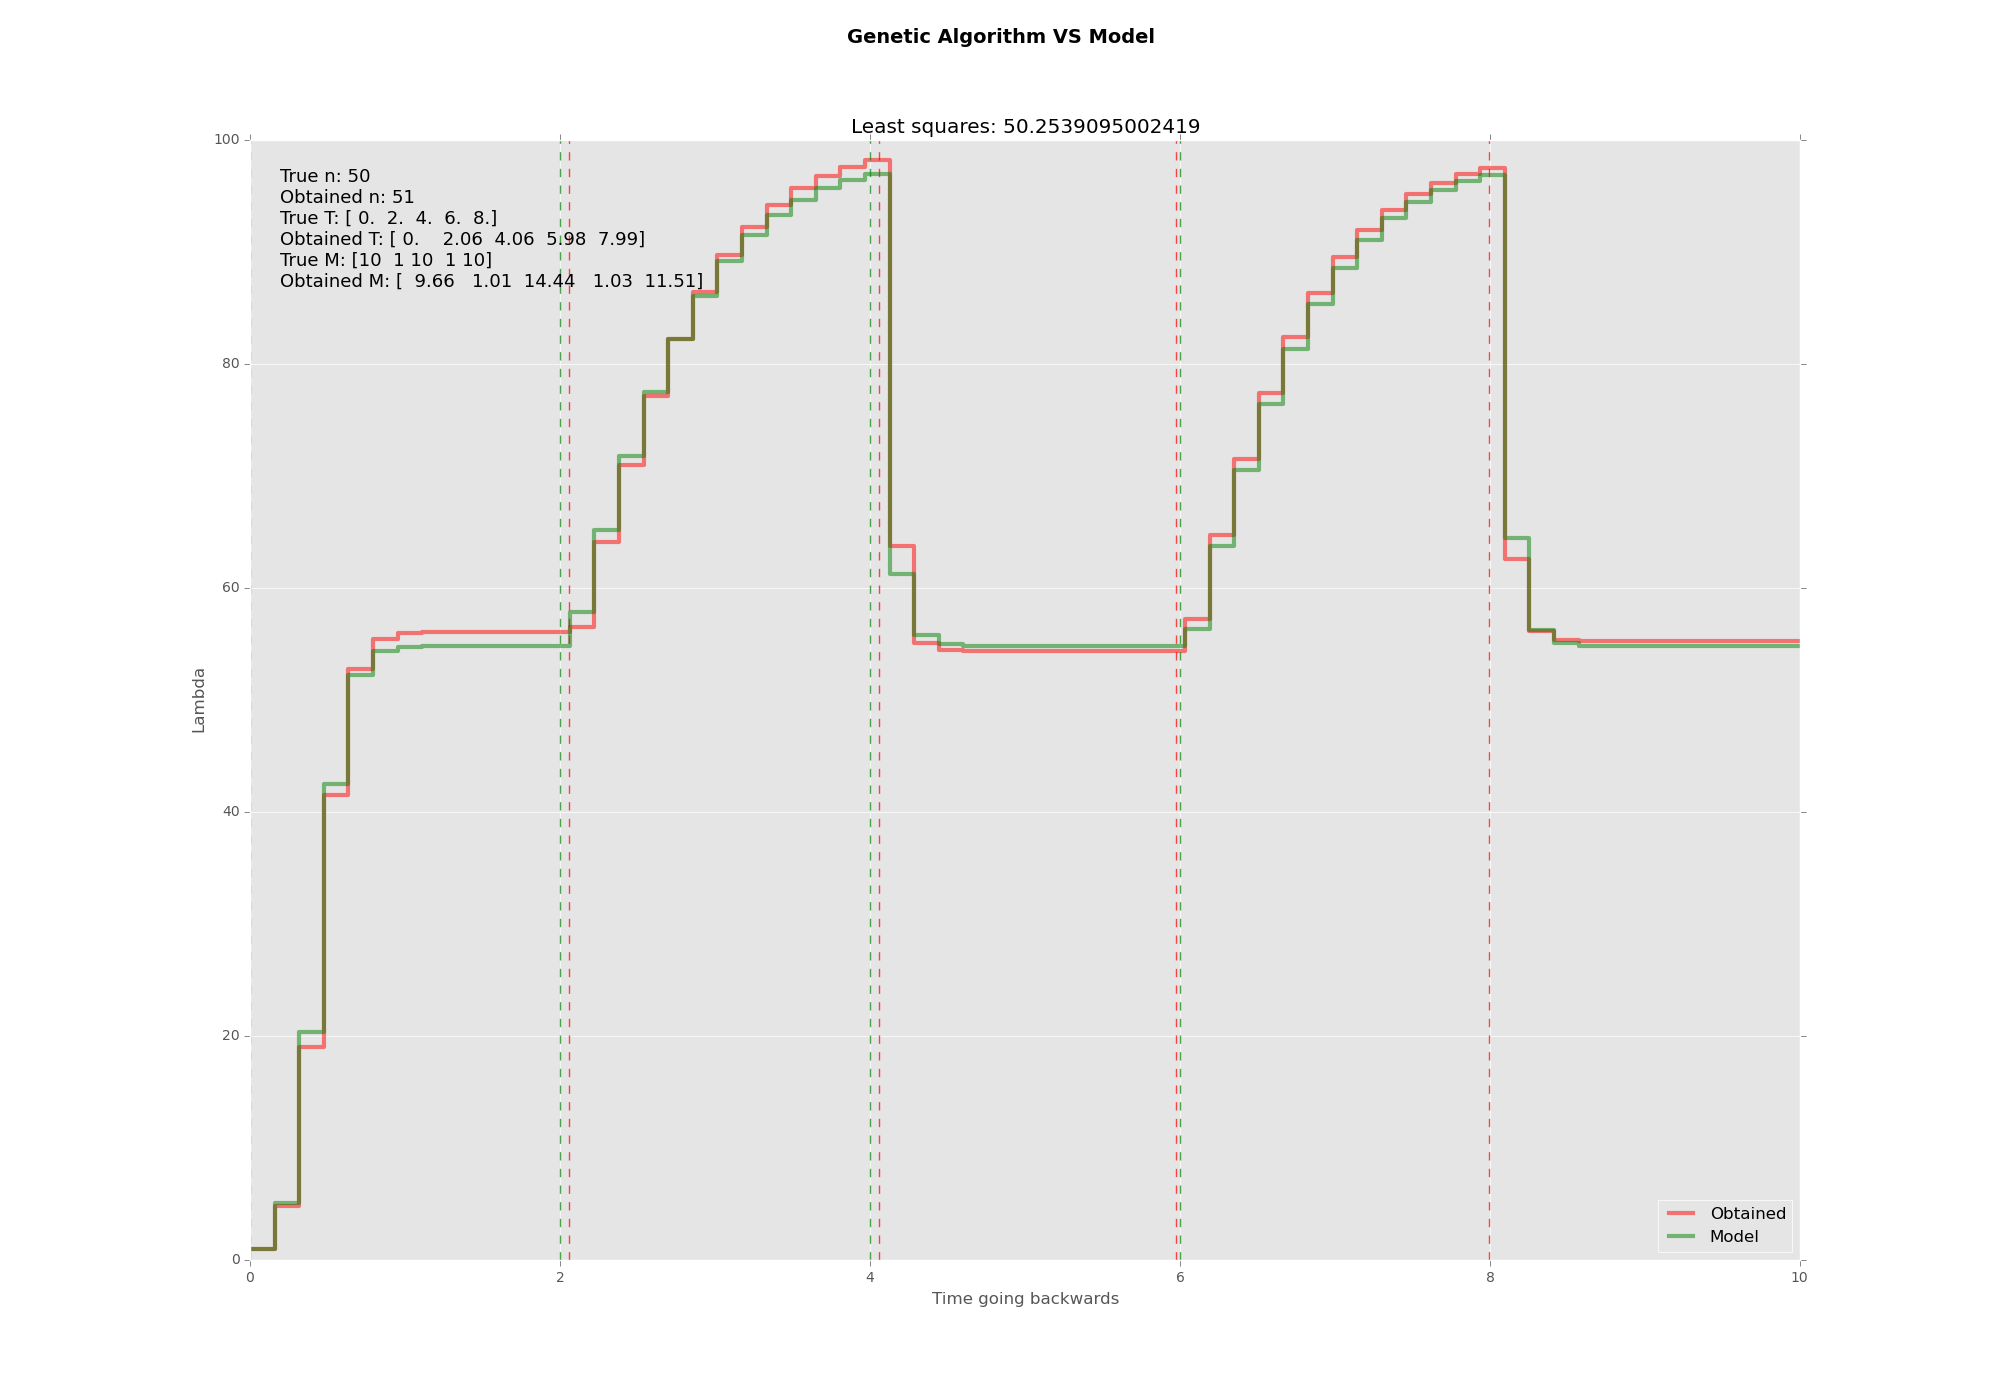 Genetic Algorithm VS Model
Least squares: 50.2539095002419
True n: 50
Obtained n: 51
True T: [ 0.  2.  4.  6.  8.]
Obtained T: [ 0.    2.06  4.06  5.98  7.99]
True M: [10  1 10  1 10]
Obtained M: [  9.66   1.01  14.44   1.03  11.51]
100
80
60
40
20
0
Lambda
0 2 4 6 8 10
Time going backwards
Obtained
Model